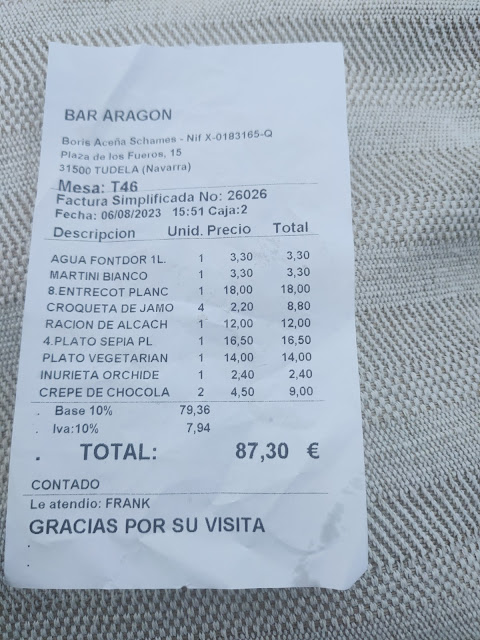 BAR ARAGON
Boris Aceña Schames - Nif X-0183165-Q
Plaza de los Fueros, 15
31500 TUDELA (Navarra)
Mesa: T46
Factura Simplificada No: 26026
Fecha: 06/08/2023 15:51 Caja:2
Descripcion Unid. Precio Total
AGUA FONTDOR 1L. 1 3,30 3,30
MARTINI BIANCO 1 3,30 3,30
8.ENTRECOT PLANC 1 18,00 18,00
CROQUETA DE JAMO 4 2,20 8,80
RACION DE ALCACH 1 12,00 12,00
4.PLATO SEPIA PL 1 16,50 16,50
PLATO VEGETARIAN 1 14,00 14,00
INURIETA ORCHIDE 1 2,40 2,40
CREPE DE CHOCOLA 2 4,50 9,00
. Base 10% 79,36
. Iva:10% 7,94
. TOTAL: 87,30 €
CONTADO
Le atendio: FRANK
GRACIAS POR SU VISITA
.
.